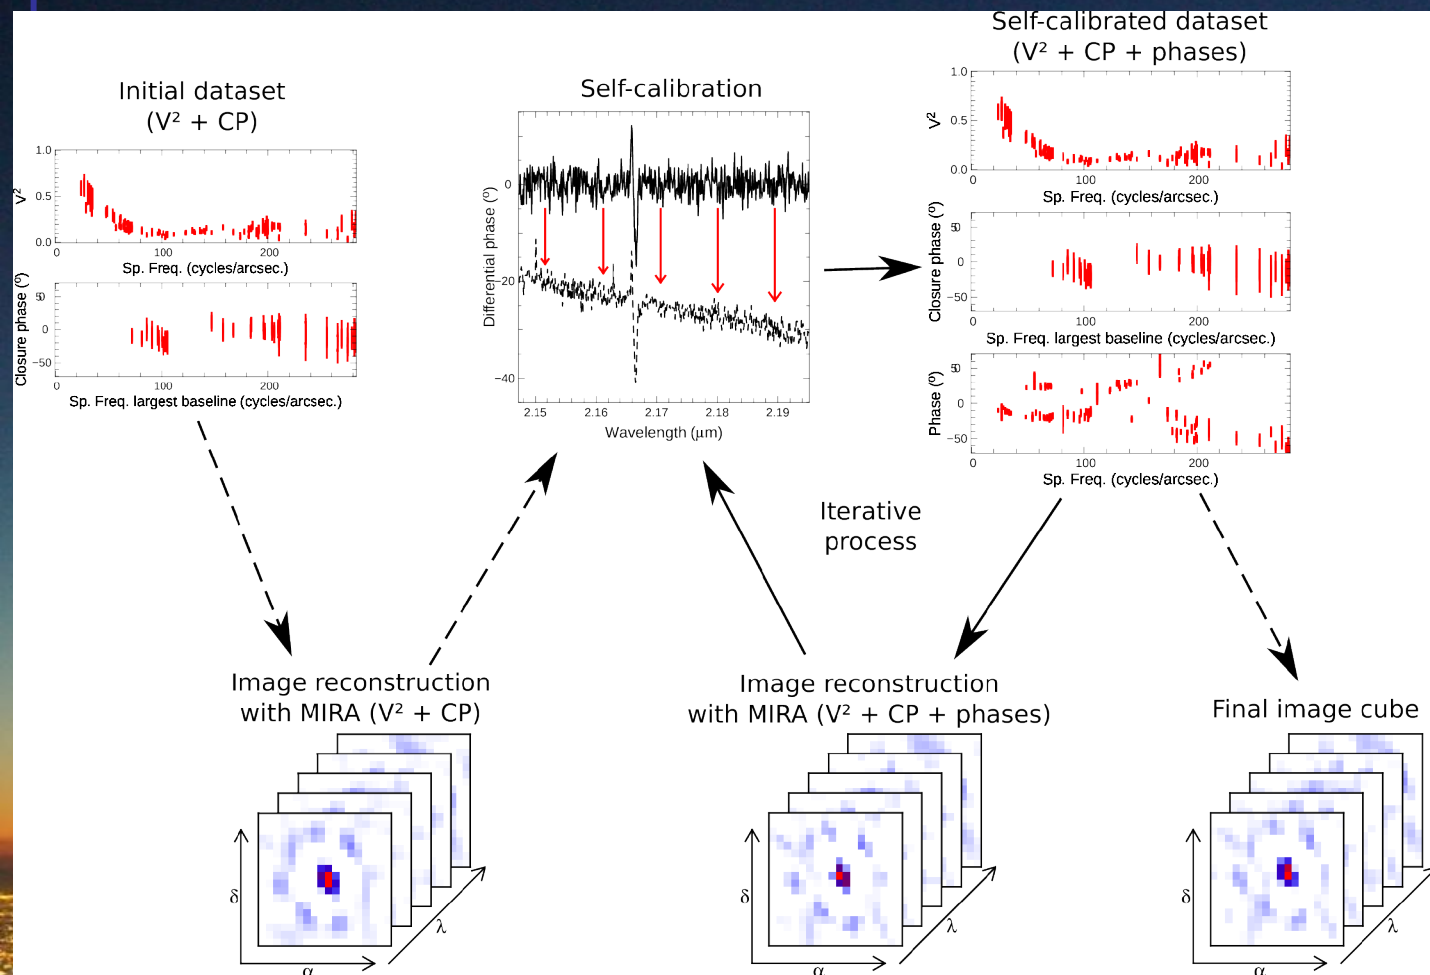 Self-calibrated dataset
(V² + CP + phases)
Initial dataset
(V² + CP)
Self-calibration
1.0
0.5
0.0
V²
0
100
200
Sp. Freq. (cycles/arcsec.)
50
0
−50
Closure phase (º)
0
100
200
Sp. Freq. largest baseline (cycles/arcsec.)
0
−20
−40
Differential phase (º)
2.15
2.16
2.17
2.18
2.19
Wavelength (μm)
1.0
0.5
0.0
V²
0
100
200
Sp. Freq. (cycles/arcsec.)
50
0
−50
Closure phase (º)
0
100
200
Sp. Freq. largest baseline (cycles/arcsec.)
50
0
−50
Phase (º)
0
100
200
Sp. Freq. (cycles/arcsec.)
Iterative
process
Image reconstruction
with MIRA (V² + CP)
Image reconstruction
with MIRA (V² + CP + phases)
Final image cube
δ
α
λ
δ
α
λ
δ
α
λ